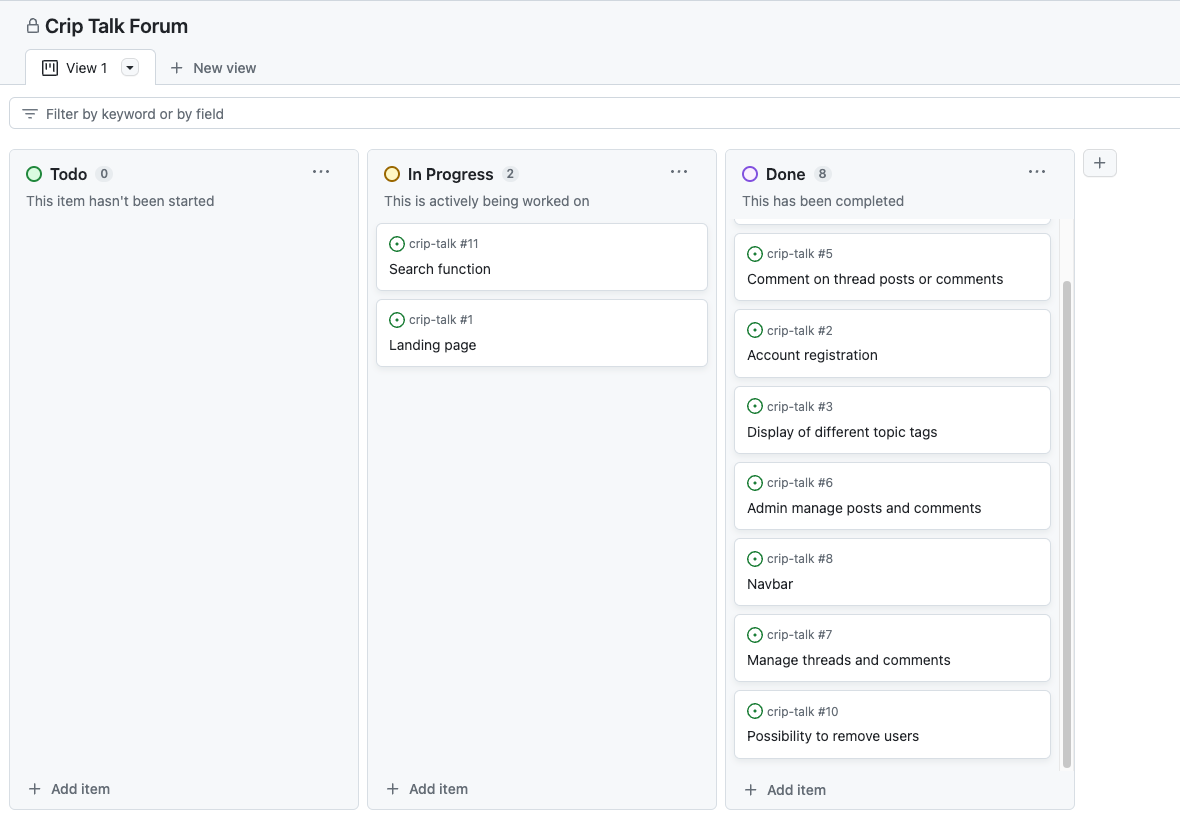 Crip Talk Forum
View 1
New view
Filter by keyword or by field
Todo 0
This item hasn't been started
Add item
In Progress 2
This is actively being worked on
crip-talk #11
Search function
crip-talk #1
Landing page
Add item
Done 8
This has been completed
crip-talk #5
Comment on thread posts or comments
crip-talk #2
Account registration
crip-talk #3
Display of different topic tags
crip-talk #6
Admin manage posts and comments
crip-talk #8
Navbar
crip-talk #7
Manage threads and comments
crip-talk #10
Possibility to remove users
Add item